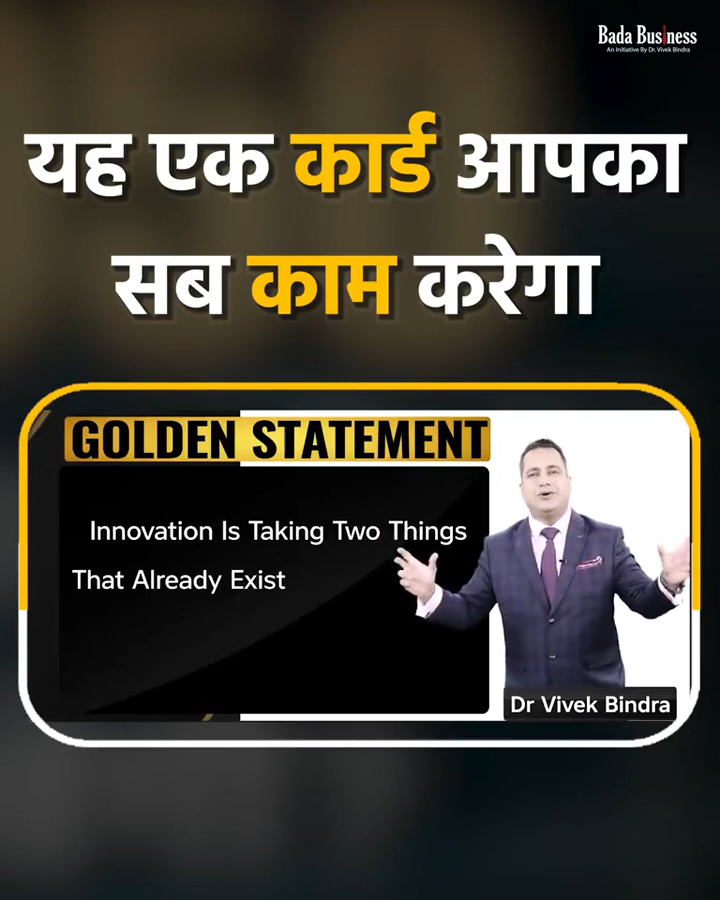 Bada Business
An Initiative By Dr. Vivek Bindra
यह एक कार्ड आपका
सब काम करेगा
GOLDEN STATEMENT
Innovation Is Taking Two Things
That Already Exist
Dr Vivek Bindra